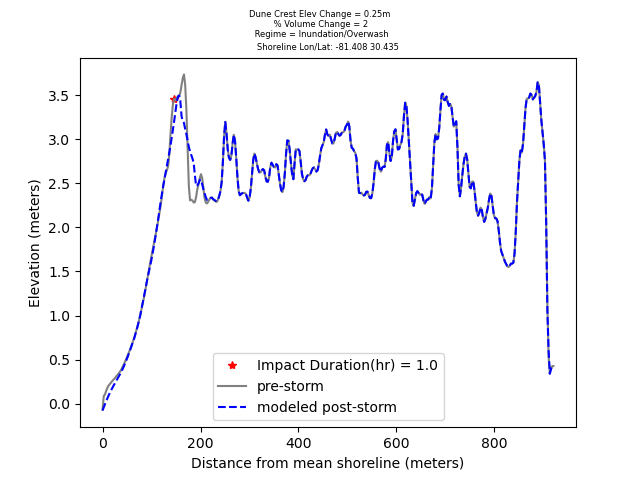 Dune Crest Elev Change = 0.25m
% Volume Change = 2
Regime = Inundation/Overwash
Shoreline Lon/Lat: -81.408 30.435
3.5
3.0
2.5
2.0
1.5
1.0
0.5
0.0
Elevation (meters)
Impact Duration(hr) = 1.0
pre-storm
modeled post-storm
0
200
400
600
800
Distance from mean shoreline (meters)